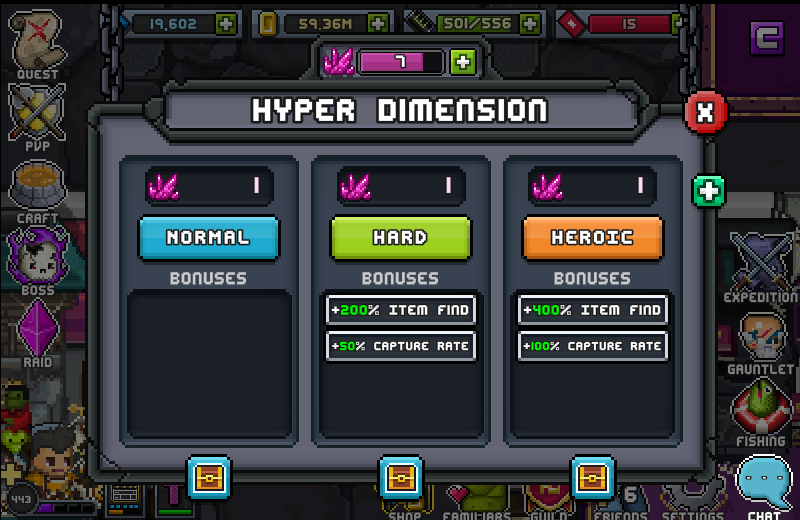 19,602
59.36M
501/556
15
7
QUEST
PVP
CRAFT
BOSS
RAID
443
HYPER DIMENSION
X
1
NORMAL
BONUSES
1
HARD
BONUSES
+200% ITEM FIND
+50% CAPTURE RATE
1
HEROIC
BONUSES
+400% ITEM FIND
+100% CAPTURE RATE
EXPEDITION
GAUNTLET
FISHING
SHOP
FAMILIARS
GUILD
6
FRIENDS
SETTINGS
CHAT